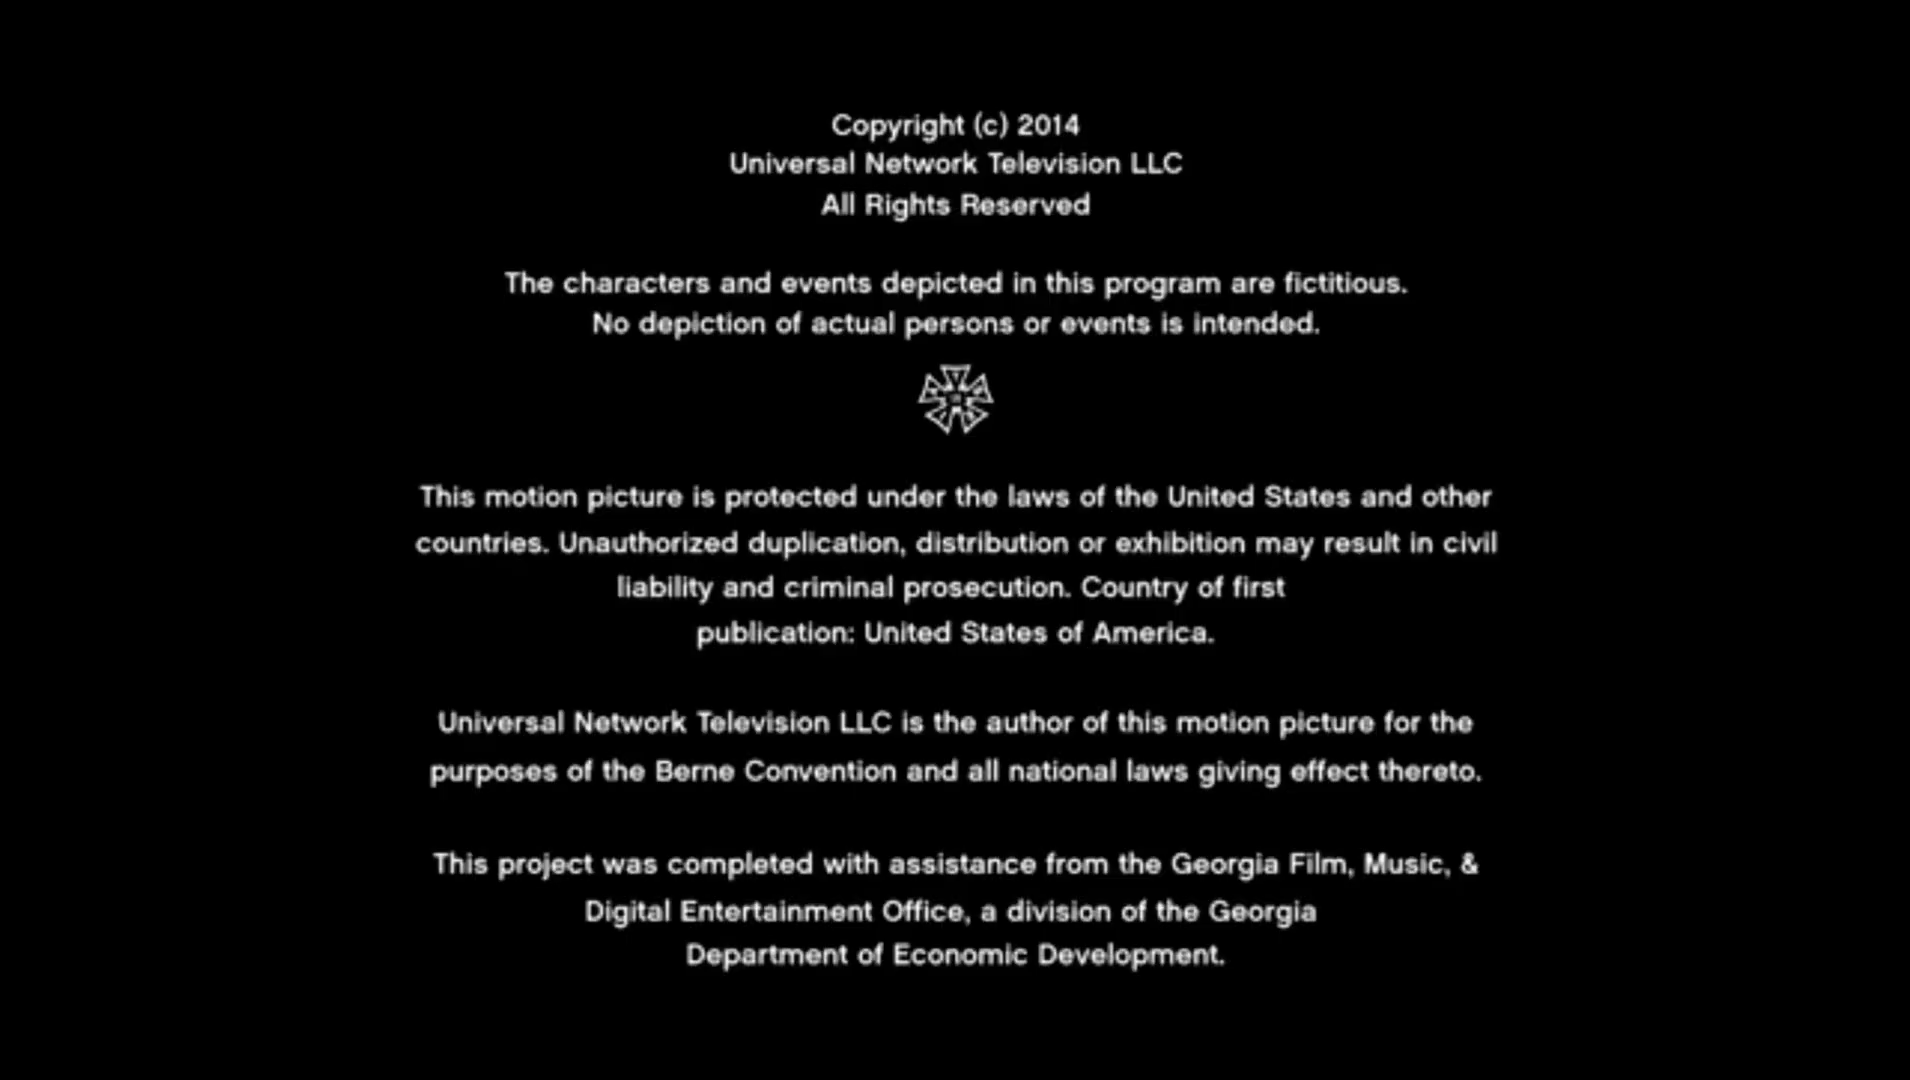 Copyright (c) 2014
Universal Network Television LLC
All Rights Reserved
The characters and events depicted in this program are fictitious.
No depiction of actual persons or events is intended.
This motion picture is protected under the laws of the United States and other
countries. Unauthorized duplication, distribution or exhibition may result in civil
liability and criminal prosecution. Country of first
publication: United States of America.
Universal Network Television LLC is the author of this motion picture for the
purposes of the Berne Convention and all national laws giving effect thereto.
This project was completed with assistance from the Georgia Film, Music, &
Digital Entertainment Office, a division of the Georgia
Department of Economic Development.